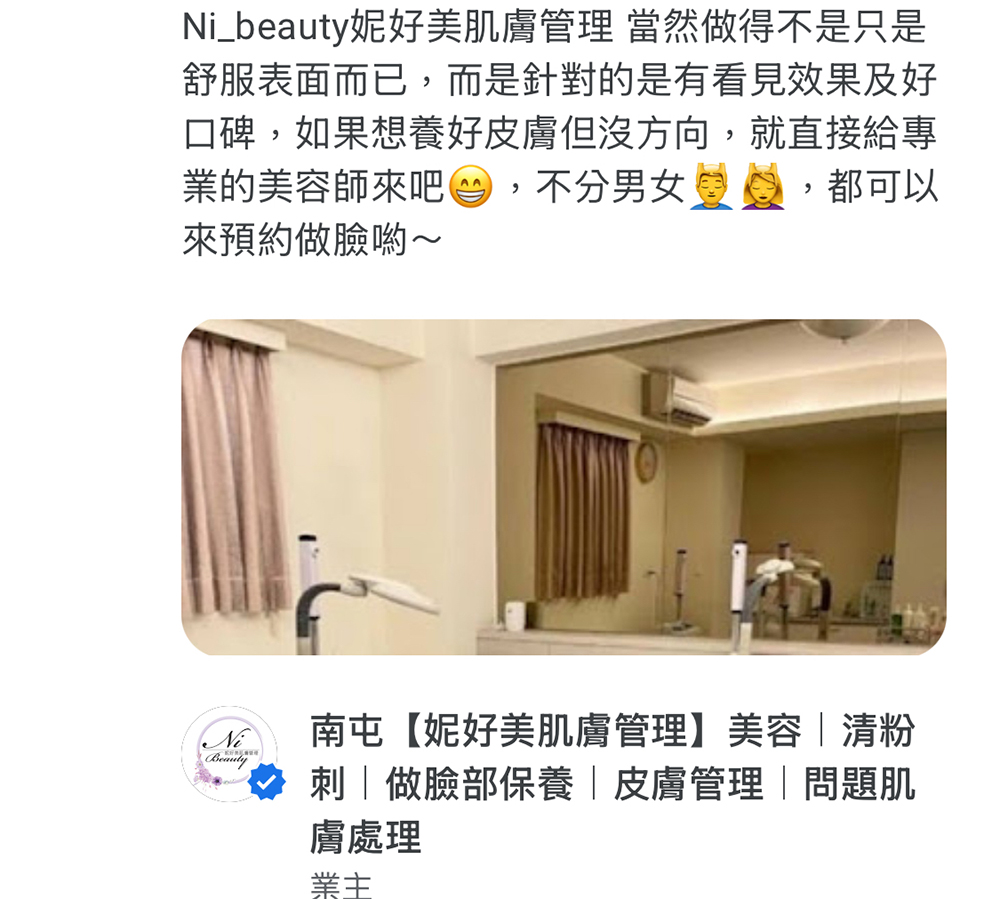 Ni_beauty妮好美肌膚管理 當然做得不是只是
舒服表面而已，而是針對的是有看見效果及好
口碑，如果想養好皮膚但沒方向，就直接給專
業的美容師來吧😁，不分男女💆‍♂️💆‍♀️，都可以
來預約做臉喲～
Ni
妮好美肌膚管理
Beauty
南屯【妮好美肌膚管理】美容｜清粉
刺｜做臉部保養｜皮膚管理｜問題肌
膚處理
業主